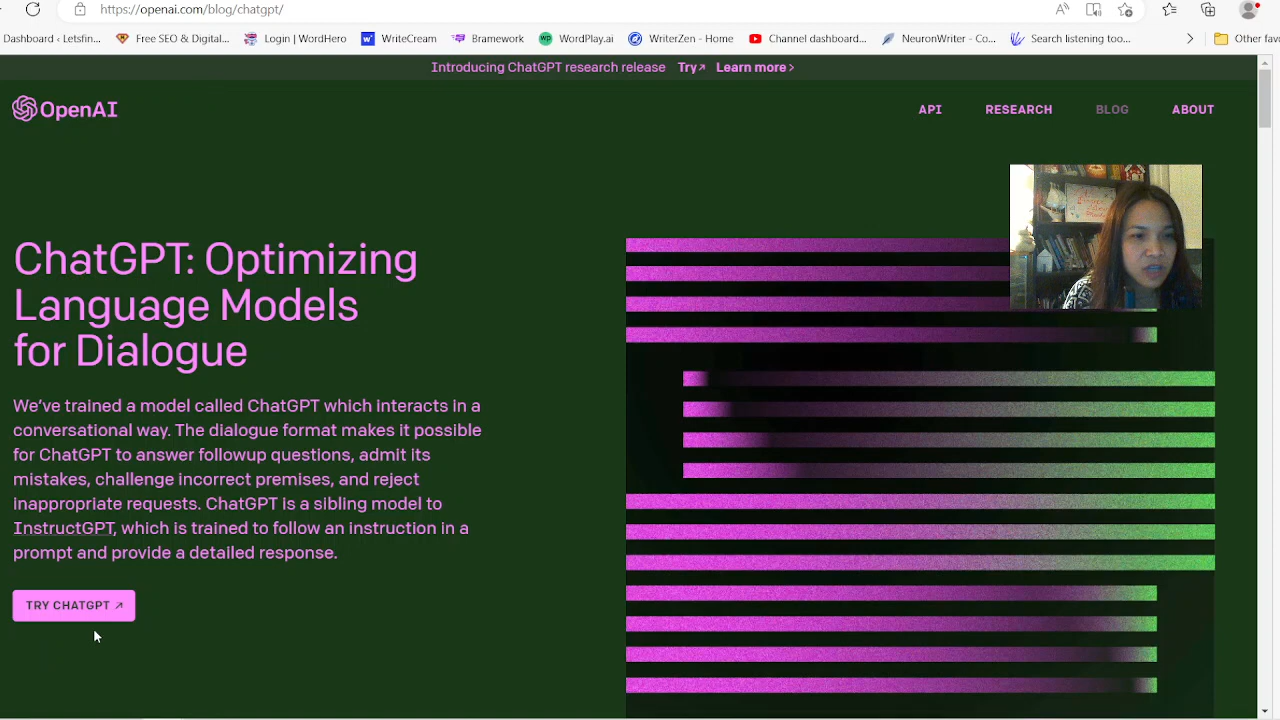 https://openai.com/blog/chatgpt/
Dashboard ‹ Letsfin...
Free SEO & Digital...
Login | WordHero
WriteCream
Bramework
WordPlay.ai
WriterZen - Home
Channel dashboard...
NeuronWriter - Co...
Search listening too...
Other fav
Introducing ChatGPT research release Try↗ Learn more ›
OpenAI
API
RESEARCH
BLOG
ABOUT
ChatGPT: Optimizing
Language Models
for Dialogue
We've trained a model called ChatGPT which interacts in a
conversational way. The dialogue format makes it possible
for ChatGPT to answer followup questions, admit its
mistakes, challenge incorrect premises, and reject
inappropriate requests. ChatGPT is a sibling model to
InstructGPT, which is trained to follow an instruction in a
prompt and provide a detailed response.
TRY CHATGPT ↗